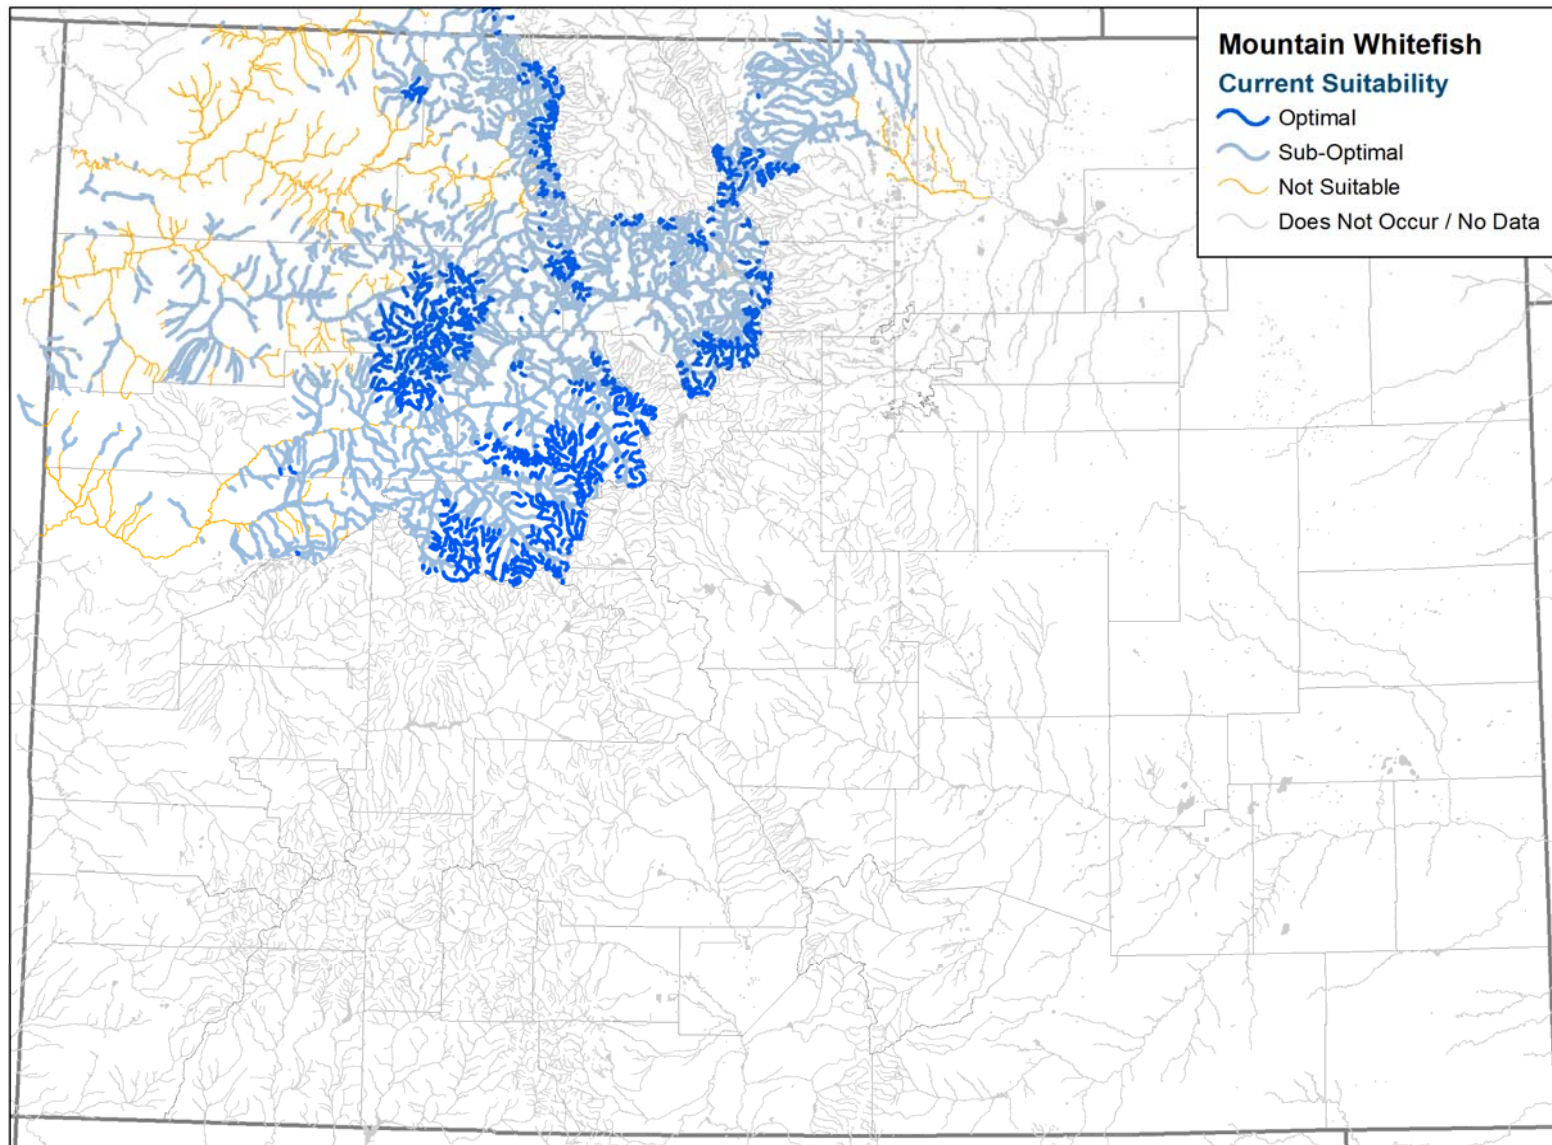 Mountain Whitefish
Current Suitability
Optimal
Sub-Optimal
Not Suitable
Does Not Occur / No Data